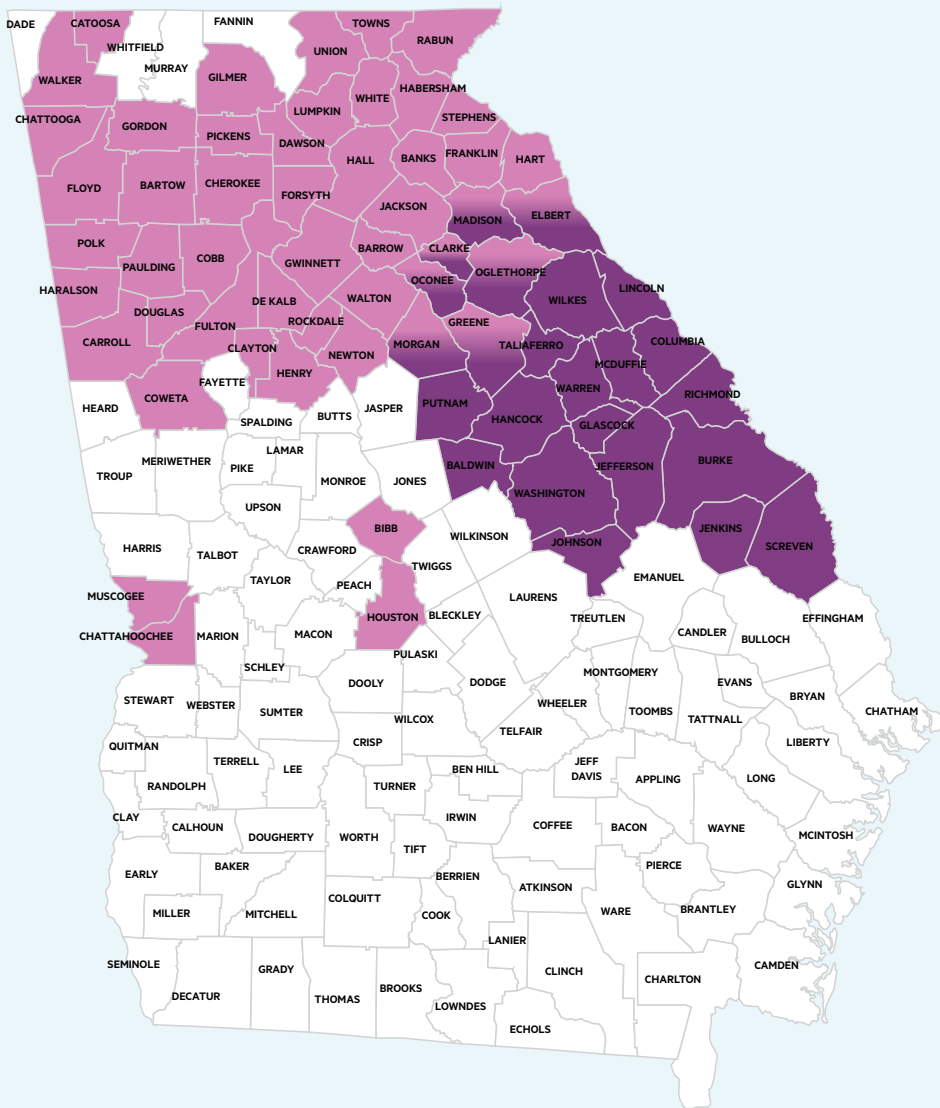 DADE
CATOOSA
FANNIN
TOWNS
UNION
RABUN
WHITFIELD
MURRAY
WALKER
GILMER
HABERSHAM
WHITE
LUMPKIN
STEPHENS
CHATTOOGA
GORDON
PICKENS
DAWSON
HALL
BANKS
FRANKLIN
HART
FLOYD
BARTOW
CHEROKEE
FORSYTH
JACKSON
MADISON
ELBERT
POLK
PAULDING
COBB
GWINNETT
BARROW
CLARKE
OGLETHORPE
OCONEE
WILKES
LINCOLN
HARALSON
DOUGLAS
DE KALB
WALTON
FULTON
ROCKDALE
GREENE
CARROLL
CLAYTON
NEWTON
MORGAN
TALIAFERRO
COLUMBIA
MCDUFFIE
HENRY
FAYETTE
COWETA
WARREN
RICHMOND
HEARD
SPALDING
BUTTS
JASPER
PUTNAM
HANCOCK
GLASCOCK
TROUP
MERIWETHER
PIKE
LAMAR
MONROE
JONES
BALDWIN
JEFFERSON
BURKE
UPSON
WASHINGTON
BIBB
WILKINSON
JOHNSON
JENKINS
SCREVEN
HARRIS
TALBOT
CRAWFORD
TWIGGS
TAYLOR
PEACH
EMANUEL
MUSCOGEE
LAURENS
HOUSTON
BLECKLEY
TREUTLEN
EFFINGHAM
CHATTAHOOCHEE
MARION
MACON
CANDLER
BULLOCH
SCHLEY
PULASKI
DOOLY
DODGE
MONTGOMERY
EVANS
STEWART
WEBSTER
SUMTER
WILCOX
WHEELER
TOOMBS
TATTNALL
BRYAN
CHATHAM
TELFAIR
QUITMAN
TERRELL
LEE
CRISP
BEN HILL
JEFF
DAVIS
APPLING
LONG
LIBERTY
RANDOLPH
TURNER
CLAY
CALHOUN
DOUGHERTY
WORTH
IRWIN
COFFEE
BACON
WAYNE
MCINTOSH
TIFT
EARLY
BAKER
BERRIEN
PIERCE
GLYNN
ATKINSON
COLQUITT
MILLER
MITCHELL
COOK
WARE
BRANTLEY
LANIER
SEMINOLE
GRADY
CLINCH
CHARLTON
CAMDEN
DECATUR
THOMAS
BROOKS
LOWNDES
ECHOLS